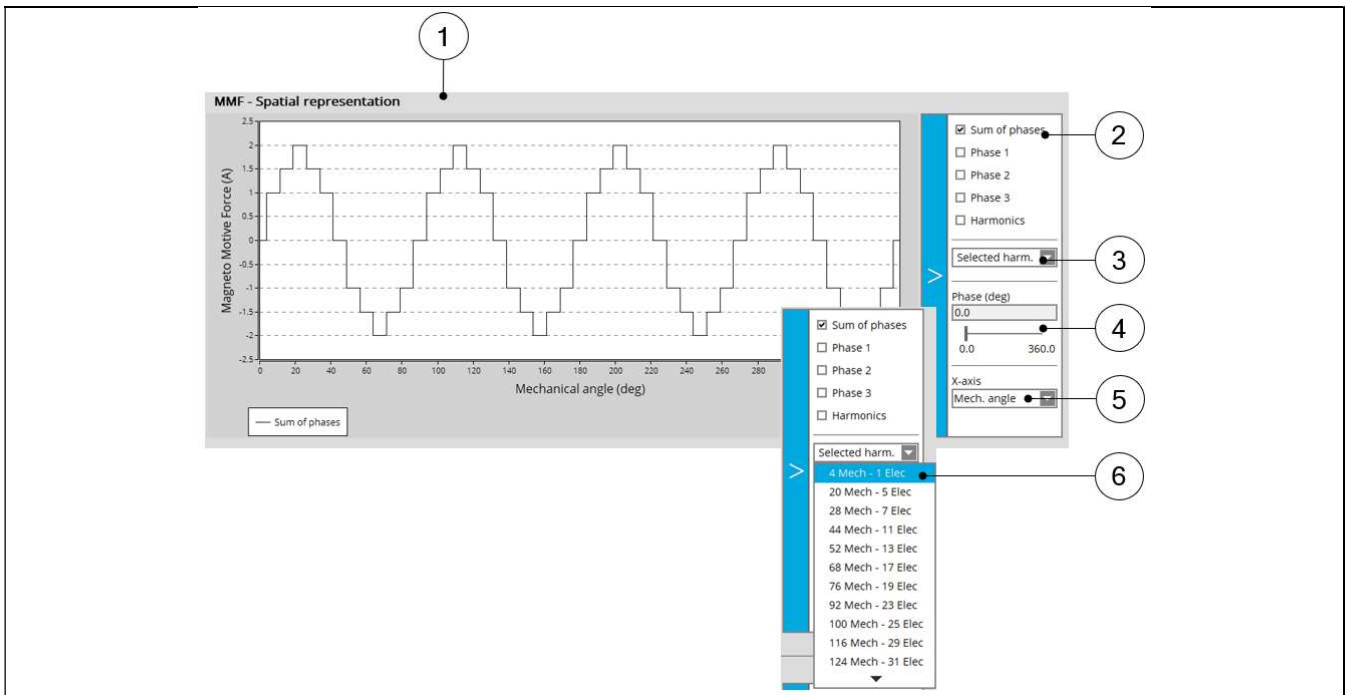 1
MMF - Spatial representation
2.5
2
1.5
1
0.5
0
-0.5
-1
-1.5
-2
-2.5
Magneto Motive Force (A)
0 20 40 60 80 100 120 140 160 180 200 220 240 260 280
Mechanical angle (deg)
Sum of phases
Sum of phases
2
Phase 1
Phase 2
Phase 3
Harmonics
Selected harm.
3
>
Phase (deg)
0.0
4
0.0 360.0
X-axis
Mech. angle
5
Sum of phases
Phase 1
Phase 2
Phase 3
Harmonics
Selected harm.
>
4 Mech - 1 Elec
6
20 Mech - 5 Elec
28 Mech - 7 Elec
44 Mech - 11 Elec
52 Mech - 13 Elec
68 Mech - 17 Elec
76 Mech - 19 Elec
92 Mech - 23 Elec
100 Mech - 25 Elec
116 Mech - 29 Elec
124 Mech - 31 Elec